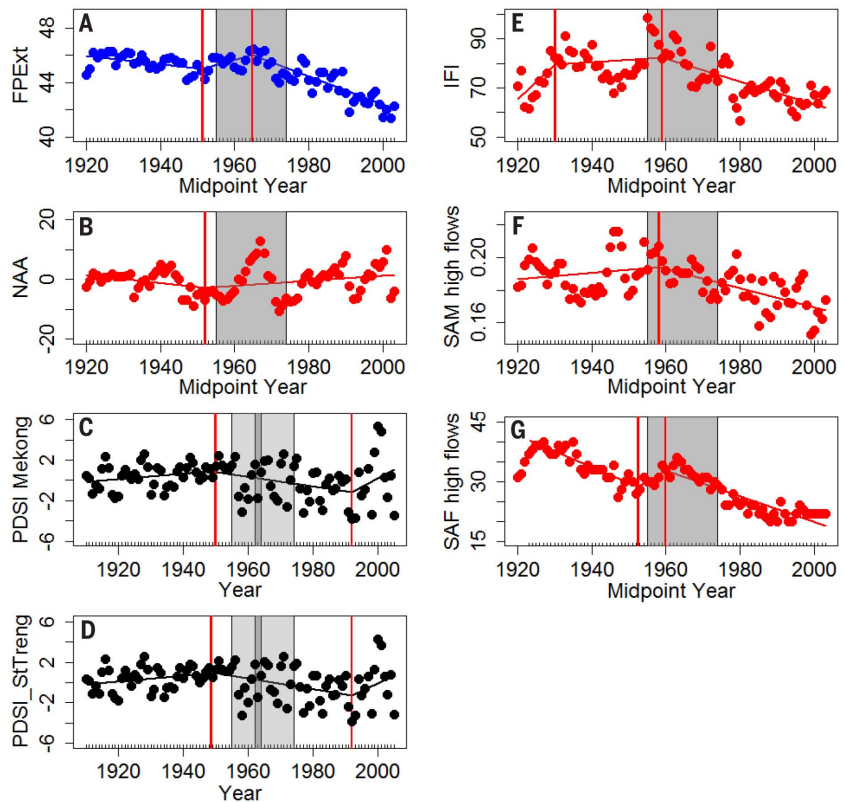 A
FPExt
40 44 48
1920 1940 1960 1980 2000
Midpoint Year
B
NAA
-20 0 20
1920 1940 1960 1980 2000
Midpoint Year
C
PDSI Mekong
-6 -2 2 6
1920 1940 1960 1980 2000
Year
D
PDSI_StTreng
-6 -2 2 6
1920 1940 1960 1980 2000
Year
E
IFI
50 70 90
1920 1940 1960 1980 2000
Midpoint Year
F
SAM high flows
0.16 0.20
1920 1940 1960 1980 2000
Midpoint Year
G
SAF high flows
15 30 45
1920 1940 1960 1980 2000
Midpoint Year